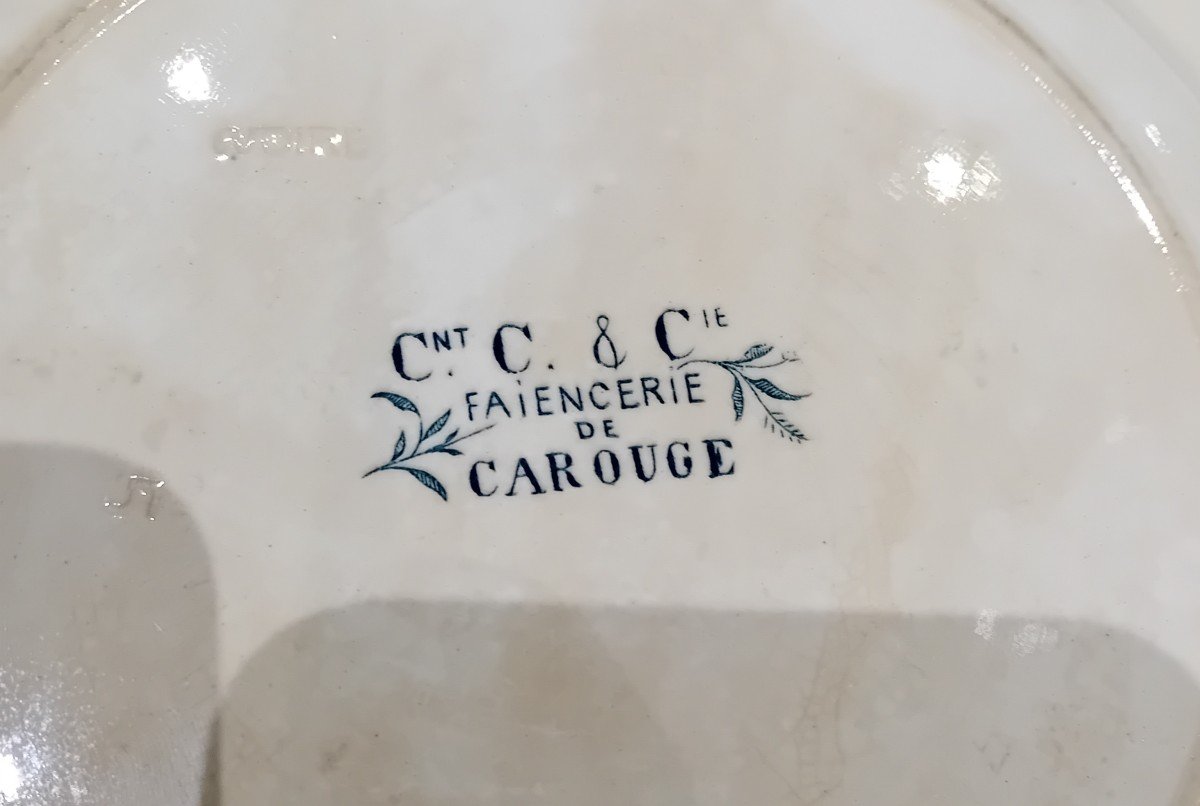 CNT. C. & CIE
FAIENCERIE
DE
CAROUGE